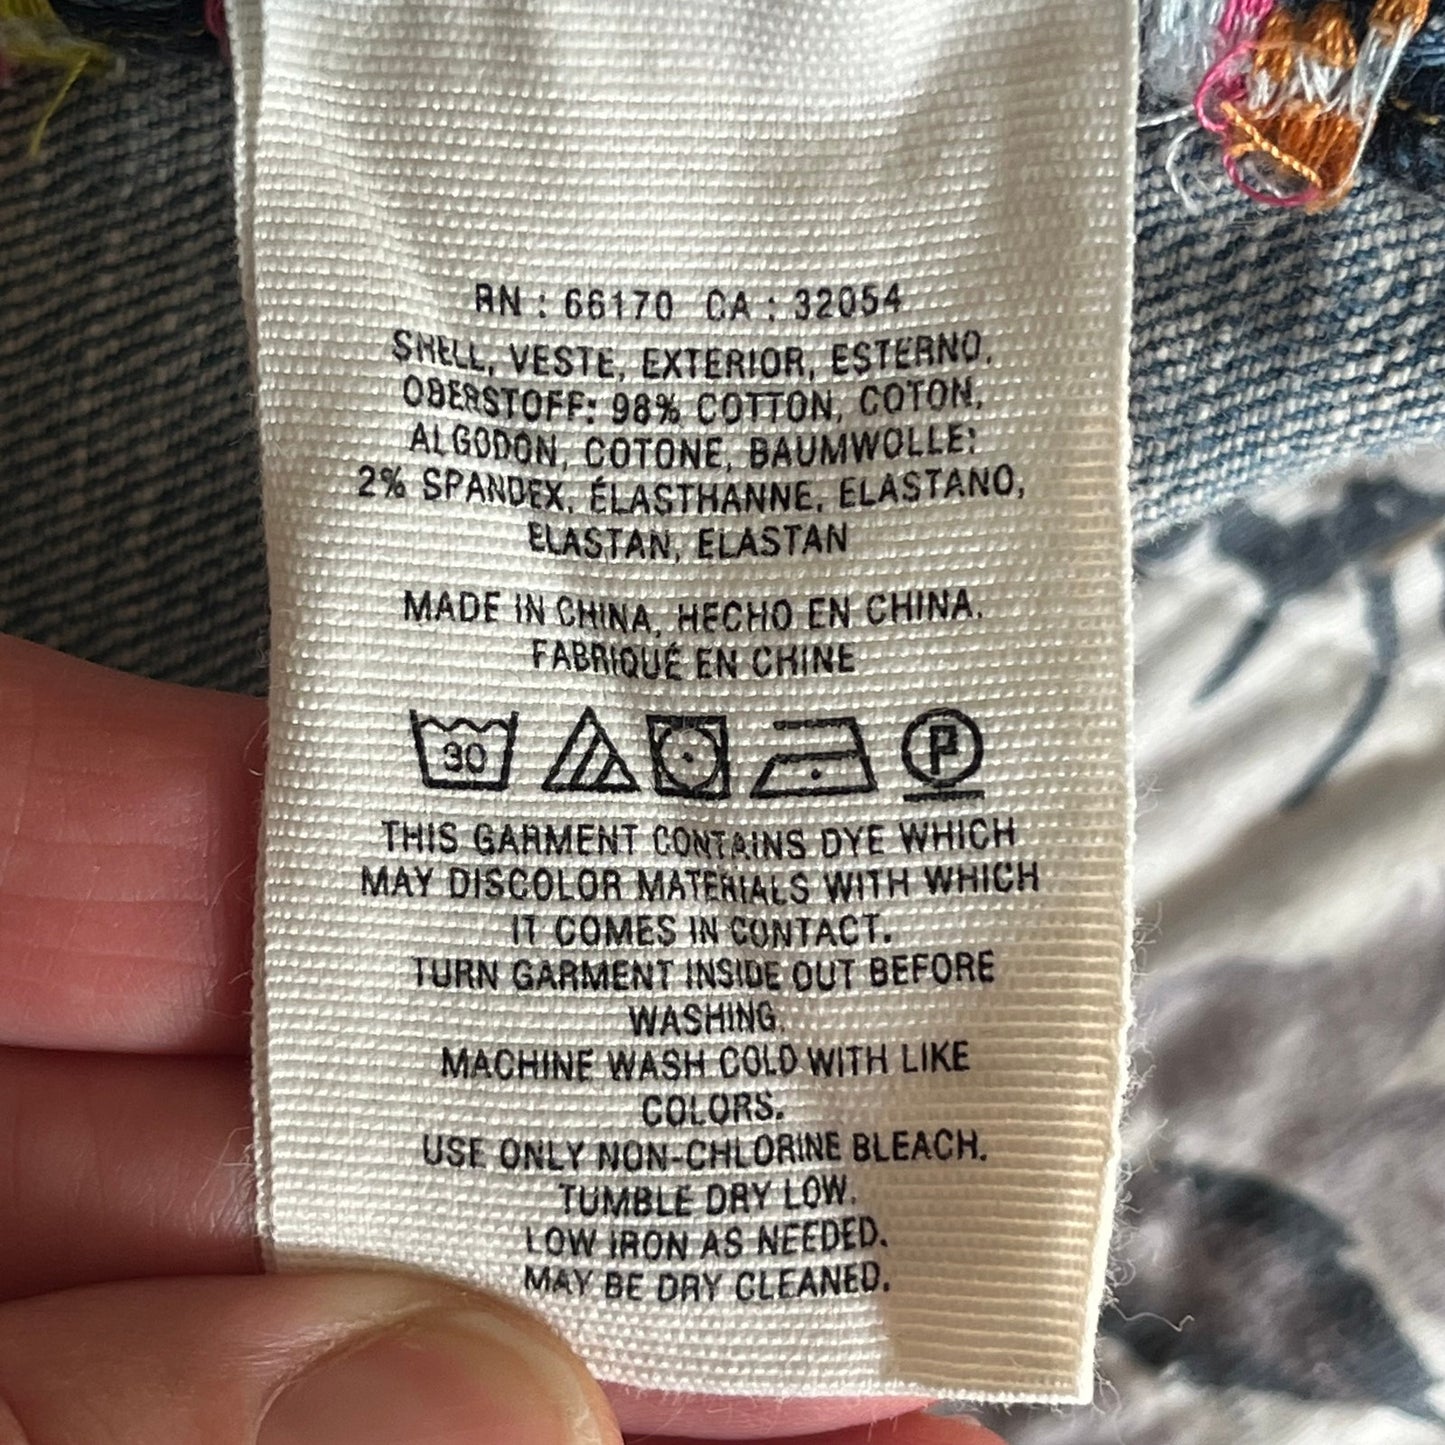 RN : 66170 CA : 32054
SHELL, VESTE, EXTERIOR, ESTERNO,
OBERSTOFF: 98% COTTON, COTON,
ALGODON, COTONE, BAUMWOLLE;
2% SPANDEX, ÉLASTHANNE, ELASTANO,
ELASTAN, ELASTAN
MADE IN CHINA, HECHO EN CHINA,
FABRIQUÉ EN CHINE
30 P
THIS GARMENT CONTAINS DYE WHICH
MAY DISCOLOR MATERIALS WITH WHICH
IT COMES IN CONTACT.
TURN GARMENT INSIDE OUT BEFORE
WASHING.
MACHINE WASH COLD WITH LIKE
COLORS.
USE ONLY NON-CHLORINE BLEACH.
TUMBLE DRY LOW.
LOW IRON AS NEEDED.
MAY BE DRY CLEANED.